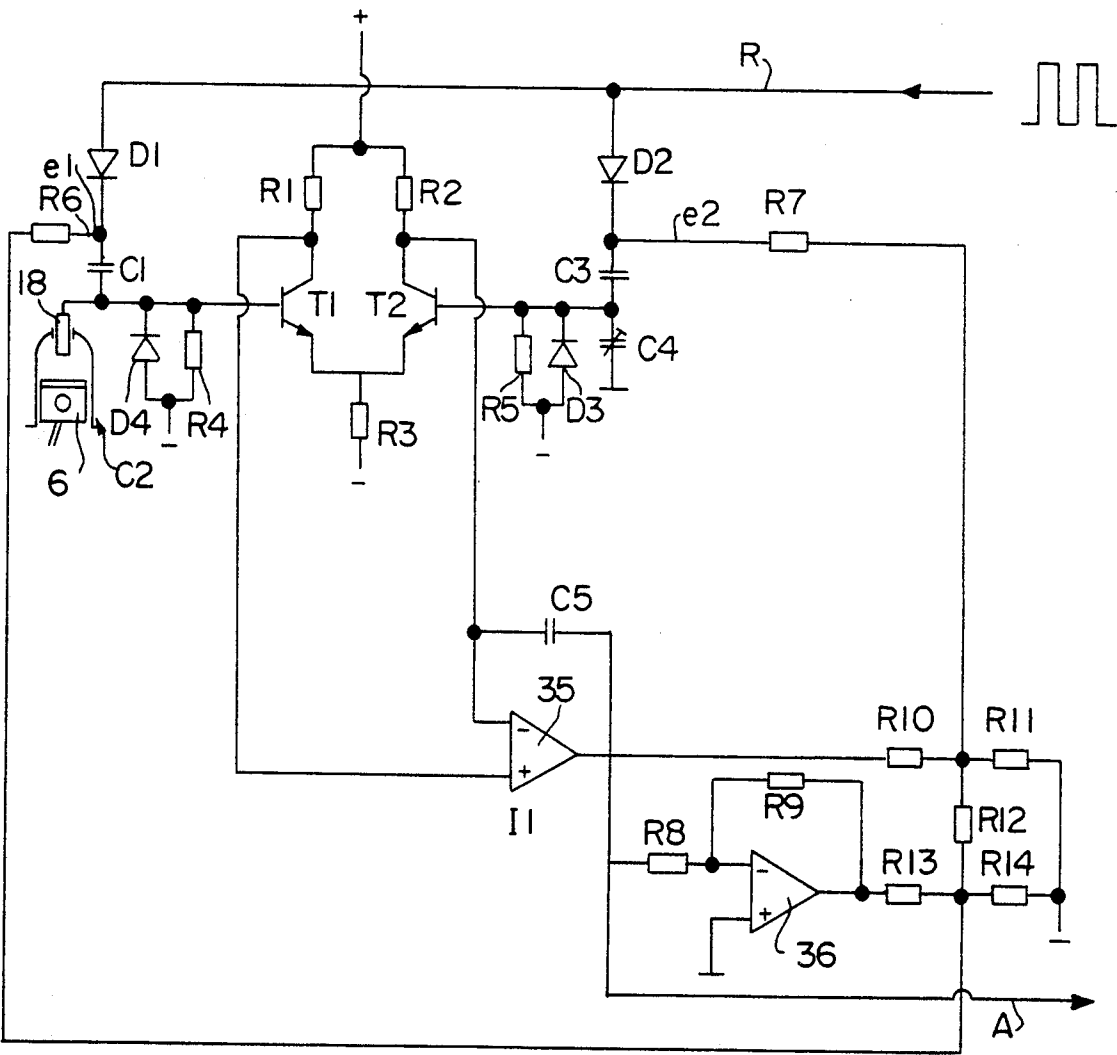 +
R
D1
e1
R6
R1
R2
D2
e2
R7
C1
18
T1
T2
C3
C4
D4
R4
R3
R5
D3
6
C2
−
−
−
C5
35
−
+
I1
R10
R11
R9
R12
R8
R13
R14
−
+
36
−
A